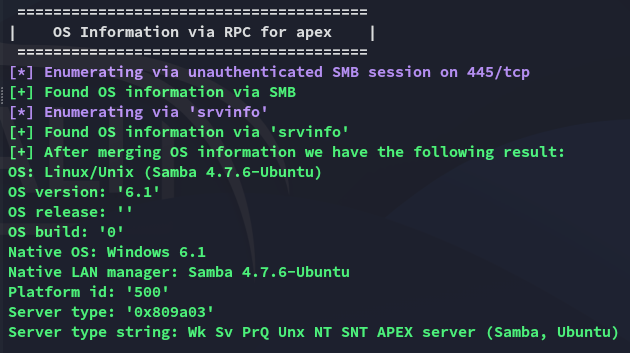 =======================================
|    OS Information via RPC for apex    |
=======================================
[*] Enumerating via unauthenticated SMB session on 445/tcp
[+] Found OS information via SMB
[*] Enumerating via 'srvinfo'
[+] Found OS information via 'srvinfo'
[+] After merging OS information we have the following result:
OS: Linux/Unix (Samba 4.7.6-Ubuntu)
OS version: '6.1'
OS release: ''
OS build: '0'
Native OS: Windows 6.1
Native LAN manager: Samba 4.7.6-Ubuntu
Platform id: '500'
Server type: '0x809a03'
Server type string: Wk Sv PrQ Unx NT SNT APEX server (Samba, Ubuntu)